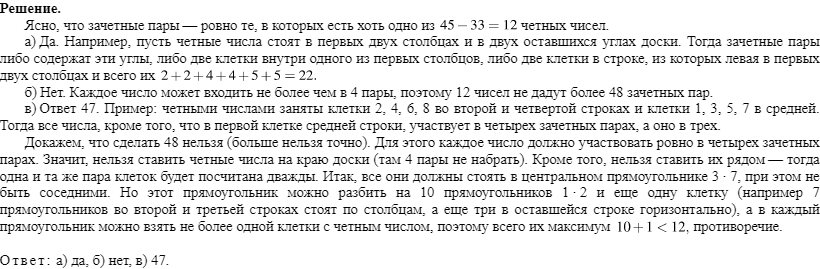 Решение.
Ясно, что зачетные пары — ровно те, в которых есть хоть одно из 45 − 33 = 12 четных чисел.
а) Да. Например, пусть четные числа стоят в первых двух столбцах и в двух оставшихся углах доски. Тогда зачетные пары
либо содержат эти углы, либо две клетки внутри одного из первых столбцов, либо две клетки в строке, из которых левая в первых
двух столбцах и всего их 2 + 2 + 4 + 4 + 5 + 5 = 22.
б) Нет. Каждое число может входить не более чем в 4 пары, поэтому 12 чисел не дадут более 48 зачетных пар.
в) Ответ 47. Пример: четными числами заняты клетки 2, 4, 6, 8 во второй и четвертой строках и клетки 1, 3, 5, 7 в средней.
Тогда все числа, кроме того, что в первой клетке средней строки, участвует в четырех зачетных парах, а оно в трех.
Докажем, что сделать 48 нельзя (больше нельзя точно). Для этого каждое число должно участвовать ровно в четырех зачетных
парах. Значит, нельзя ставить четные числа на краю доски (там 4 пары не набрать). Кроме того, нельзя ставить их рядом — тогда
одна и та же пара клеток будет посчитана дважды. Итак, все они должны стоять в центральном прямоугольнике 3 · 7, при этом не
быть соседними. Но этот прямоугольник можно разбить на 10 прямоугольников 1 · 2 и еще одну клетку (например 7
прямоугольников во второй и третьей строках стоят по столбцам, а еще три в оставшейся строке горизонтально), а в каждый
прямоугольник можно взять не более одной клетки с четным числом, поэтому всего их максимум 10 + 1 < 12, противоречие.
Ответ: а) да, б) нет, в) 47.